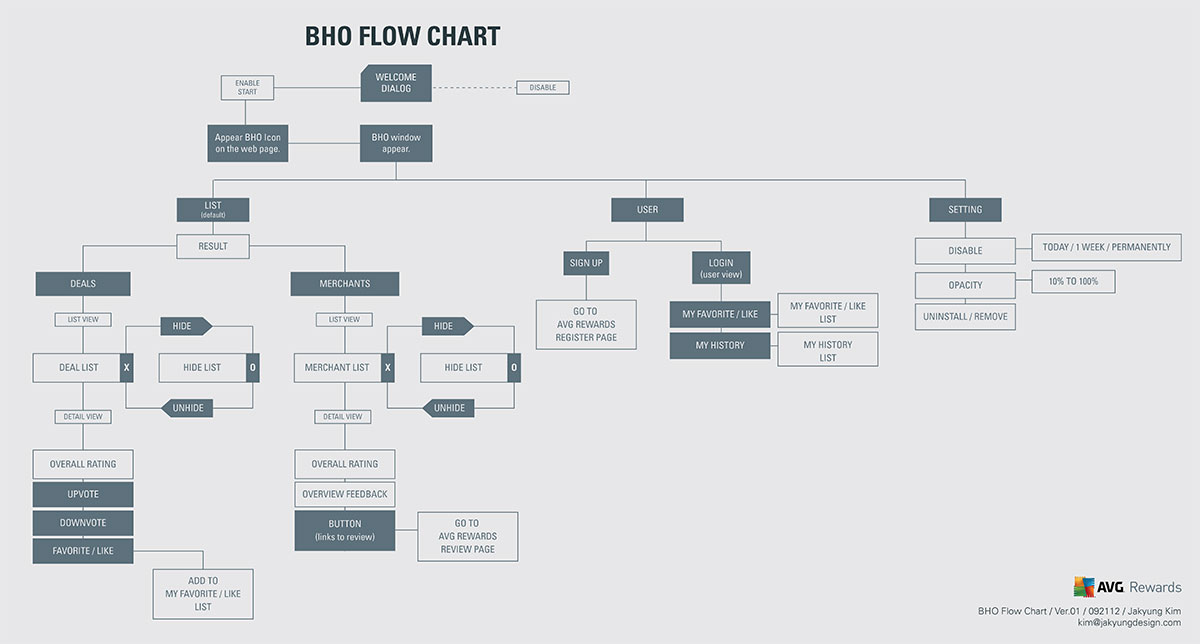 BHO FLOW CHART
ENABLE
START
WELCOME
DIALOG
DISABLE
Appear BHO Icon
on the web page.
BHO window
appear.
LIST
(default)
RESULT
DEALS
LIST VIEW
HIDE
DEAL LIST
X
HIDE LIST
O
UNHIDE
DETAIL VIEW
OVERALL RATING
UPVOTE
DOWNVOTE
FAVORITE / LIKE
ADD TO
MY FAVORITE / LIKE
LIST
MERCHANTS
LIST VIEW
HIDE
MERCHANT LIST
X
HIDE LIST
O
UNHIDE
DETAIL VIEW
OVERALL RATING
OVERVIEW FEEDBACK
BUTTON
(links to review)
GO TO
AVG REWARDS
REVIEW PAGE
USER
SIGN UP
GO TO
AVG REWARDS
REGISTER PAGE
LOGIN
(user view)
MY FAVORITE / LIKE
MY FAVORITE / LIKE
LIST
MY HISTORY
MY HISTORY
LIST
SETTING
DISABLE
TODAY / 1 WEEK / PERMANENTLY
OPACITY
10% TO 100%
UNINSTALL / REMOVE
AVG Rewards
BHO Flow Chart / Ver.01 / 092112 / Jakyung Kim
kim@jakyungdesign.com